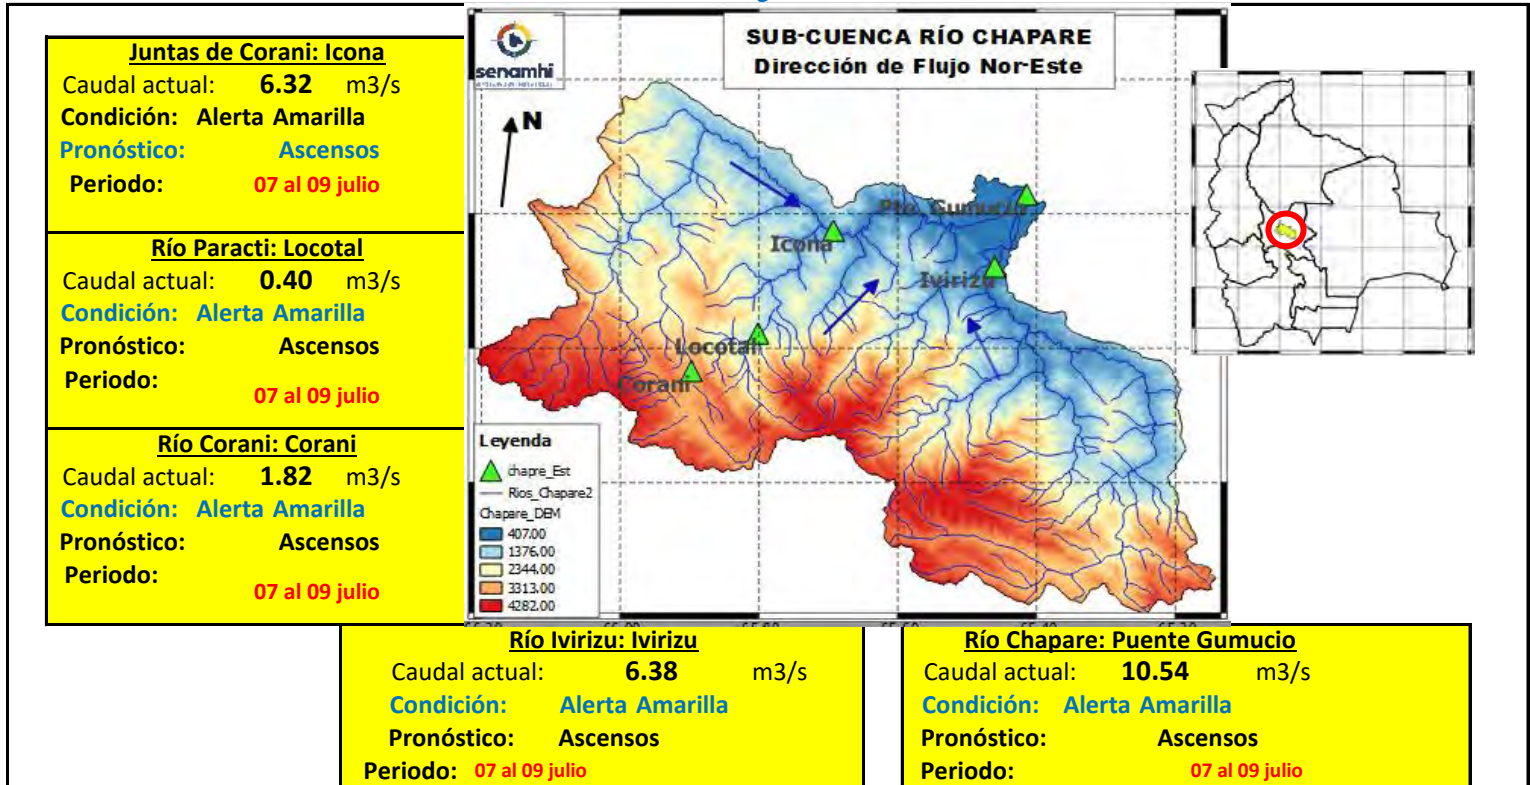 Juntas de Corani: Icona
Caudal actual: 6.32 m3/s
Condición: Alerta Amarilla
Pronóstico: Ascensos
Periodo: 07 al 09 julio
Río Paracti: Locotal
Caudal actual: 0.40 m3/s
Condición: Alerta Amarilla
Pronóstico: Ascensos
Periodo:
07 al 09 julio
Río Corani: Corani
Caudal actual: 1.82 m3/s
Condición: Alerta Amarilla
Pronóstico: Ascensos
Periodo:
07 al 09 julio
senamhi
SUB-CUENCA RÍO CHAPARE
Dirección de Flujo Nor-Este
N
Pte. Gumucio
Icona
Ivirizu
Locotal
Corani
Leyenda
chapre_Est
Rios_Chapare2
Chapare_DEM
407.00
1376.00
2344.00
3313.00
4282.00
Río Ivirizu: Ivirizu
Caudal actual: 6.38 m3/s
Condición: Alerta Amarilla
Pronóstico: Ascensos
Periodo: 07 al 09 julio
Río Chapare: Puente Gumucio
Caudal actual: 10.54 m3/s
Condición: Alerta Amarilla
Pronóstico: Ascensos
Periodo: 07 al 09 julio